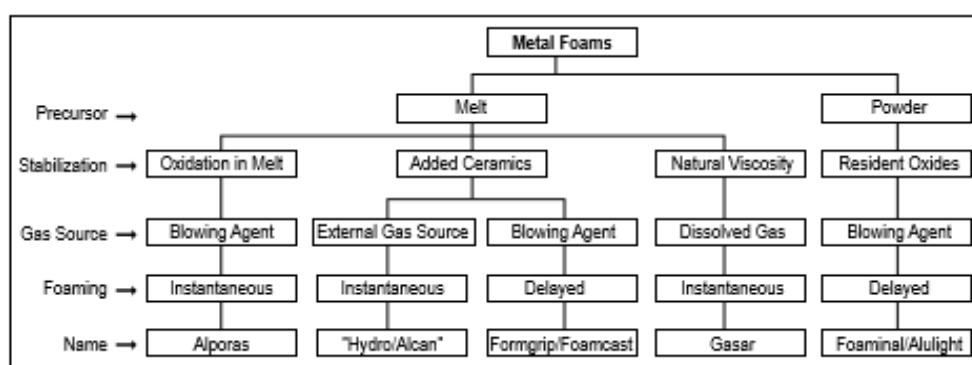 Metal Foams
Precursor → Melt Powder
Stabilization → Oxidation in Melt Added Ceramics Natural Viscosity Resident Oxides
Gas Source → Blowing Agent External Gas Source Blowing Agent Dissolved Gas Blowing Agent
Foaming → Instantaneous Instantaneous Delayed Instantaneous Delayed
Name → Alporas "Hydro/Alcan" Formgrip/Foamcast Gasar Foaminal/Alulight